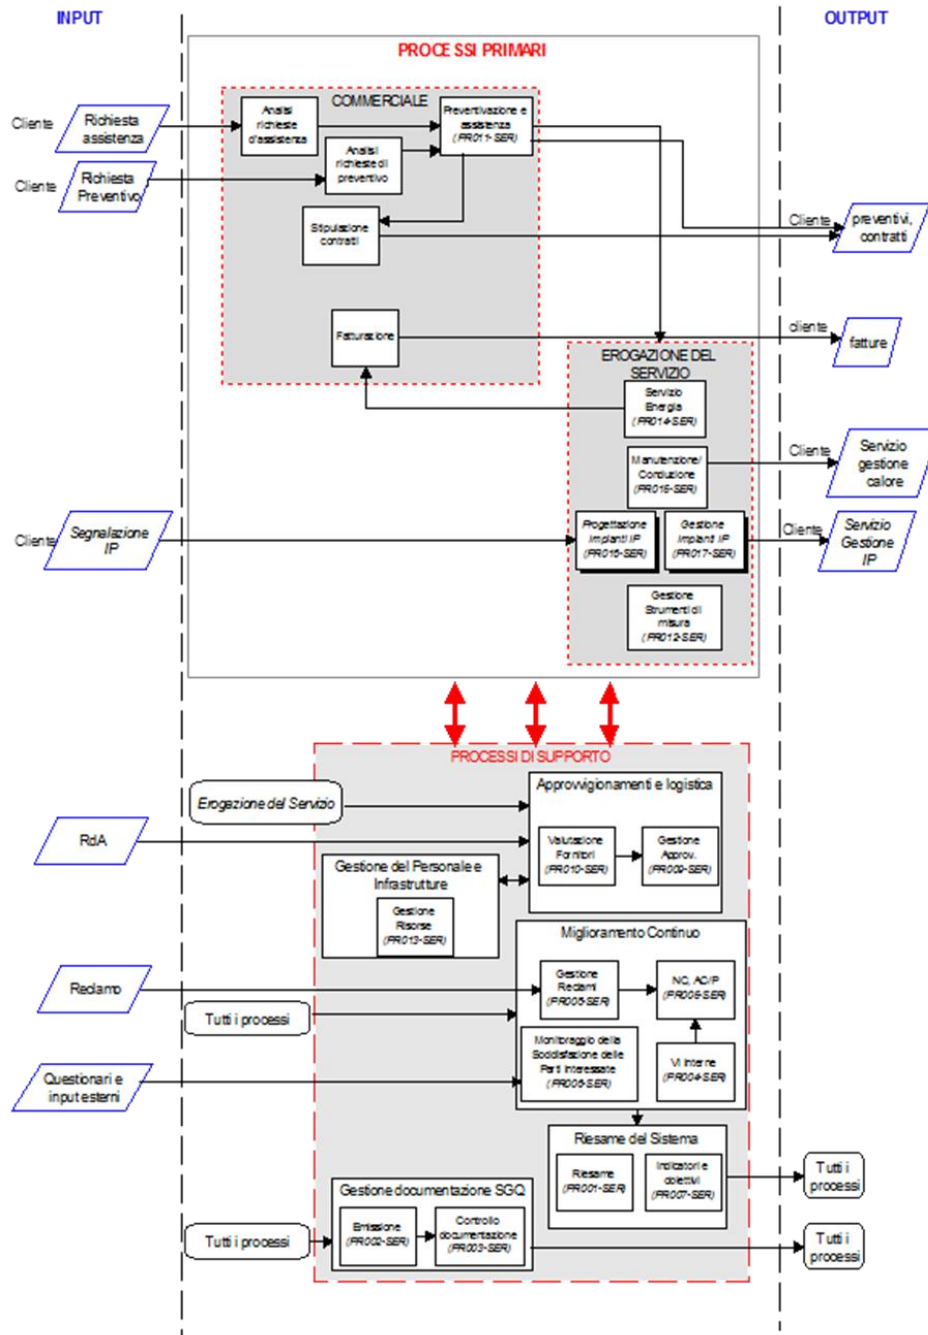 INPUT
OUTPUT
PROCESSI PRIMARI
COMMERCIALE
Cliente
Richiesta
assistenza
Analisi
richieste
d'assistenza
Preventivazione e
assistenza
(PR011-SER)
Cliente
Richiesta
Preventivo
Analisi
richieste di
preventivo
Stipulazione
contratti
Cliente
preventivi,
contratti
Fatturazione
cliente
fatture
EROGAZIONE DEL
SERVIZIO
Servizio
Energia
(PR014-SER)
Manutenzione/
Conduzione
(PR015-SER)
Cliente
Servizio
gestione
calore
Cliente
Segnalazione
IP
Progettazione
Impianti IP
(PR016-SER)
Gestione
Impianti IP
(PR017-SER)
Cliente
Servizio
Gestione
IP
Gestione
Strumenti di
misura
(PR012-SER)
PROCESSI DI SUPPORTO
Erogazione del Servizio
Approvvigionamenti e logistica
RdA
Valutazione
Fornitori
(PR010-SER)
Gestione
Approv.
(PR009-SER)
Gestione del Personale e
Infrastrutture
Gestione
Risorse
(PR013-SER)
Miglioramento Continuo
Reclamo
Gestione
Reclami
(PR005-SER)
NC, AC/P
(PR006-SER)
Tutti i processi
Monitoraggio della
Soddisfazione delle
Parti Interessate
VI Interne
(PR004-SER)
Questionari e
input esterni
Riesame del Sistema
Riesame
(PR001-SER)
Indicatori e
obiettivi
(PR007-SER)
Tutti i
processi
Gestione documentazione SGQ
Tutti i processi
Emissione
(PR002-SER)
Controllo
documentazione
(PR003-SER)
Tutti i
processi